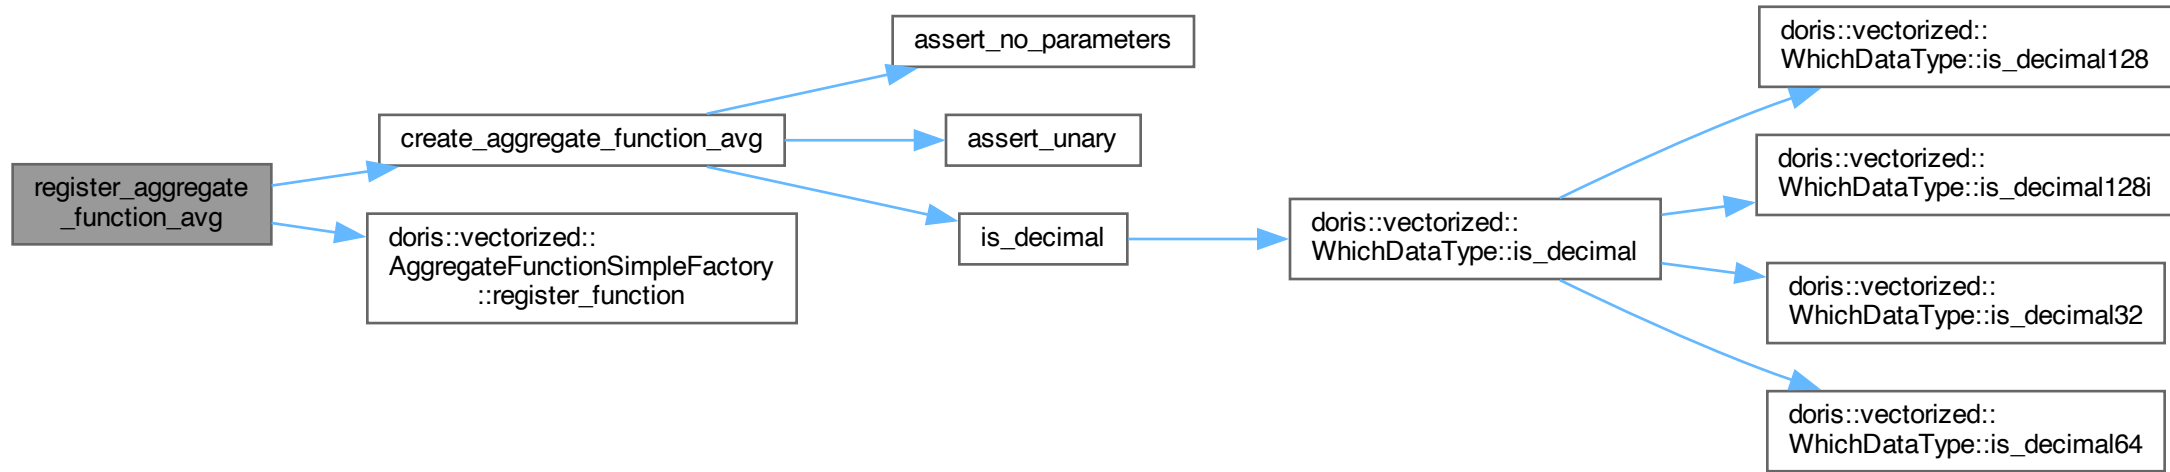 register_aggregate
_function_avg
create_aggregate_function_avg
doris::vectorized::
AggregateFunctionSimpleFactory
::register_function
assert_no_parameters
assert_unary
is_decimal
doris::vectorized::
WhichDataType::is_decimal
doris::vectorized::
WhichDataType::is_decimal128
doris::vectorized::
WhichDataType::is_decimal128i
doris::vectorized::
WhichDataType::is_decimal32
doris::vectorized::
WhichDataType::is_decimal64